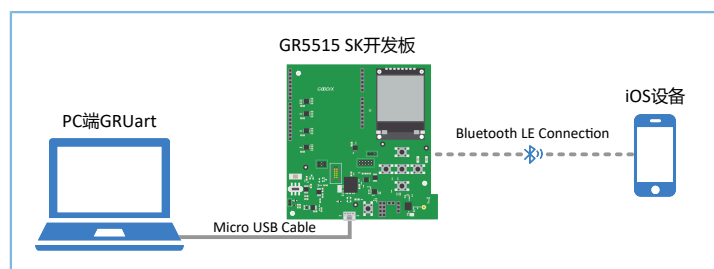 GR5515 SK开发板
PC端GRUart
iOS设备
GOODIX
Bluetooth LE Connection
Micro USB Cable